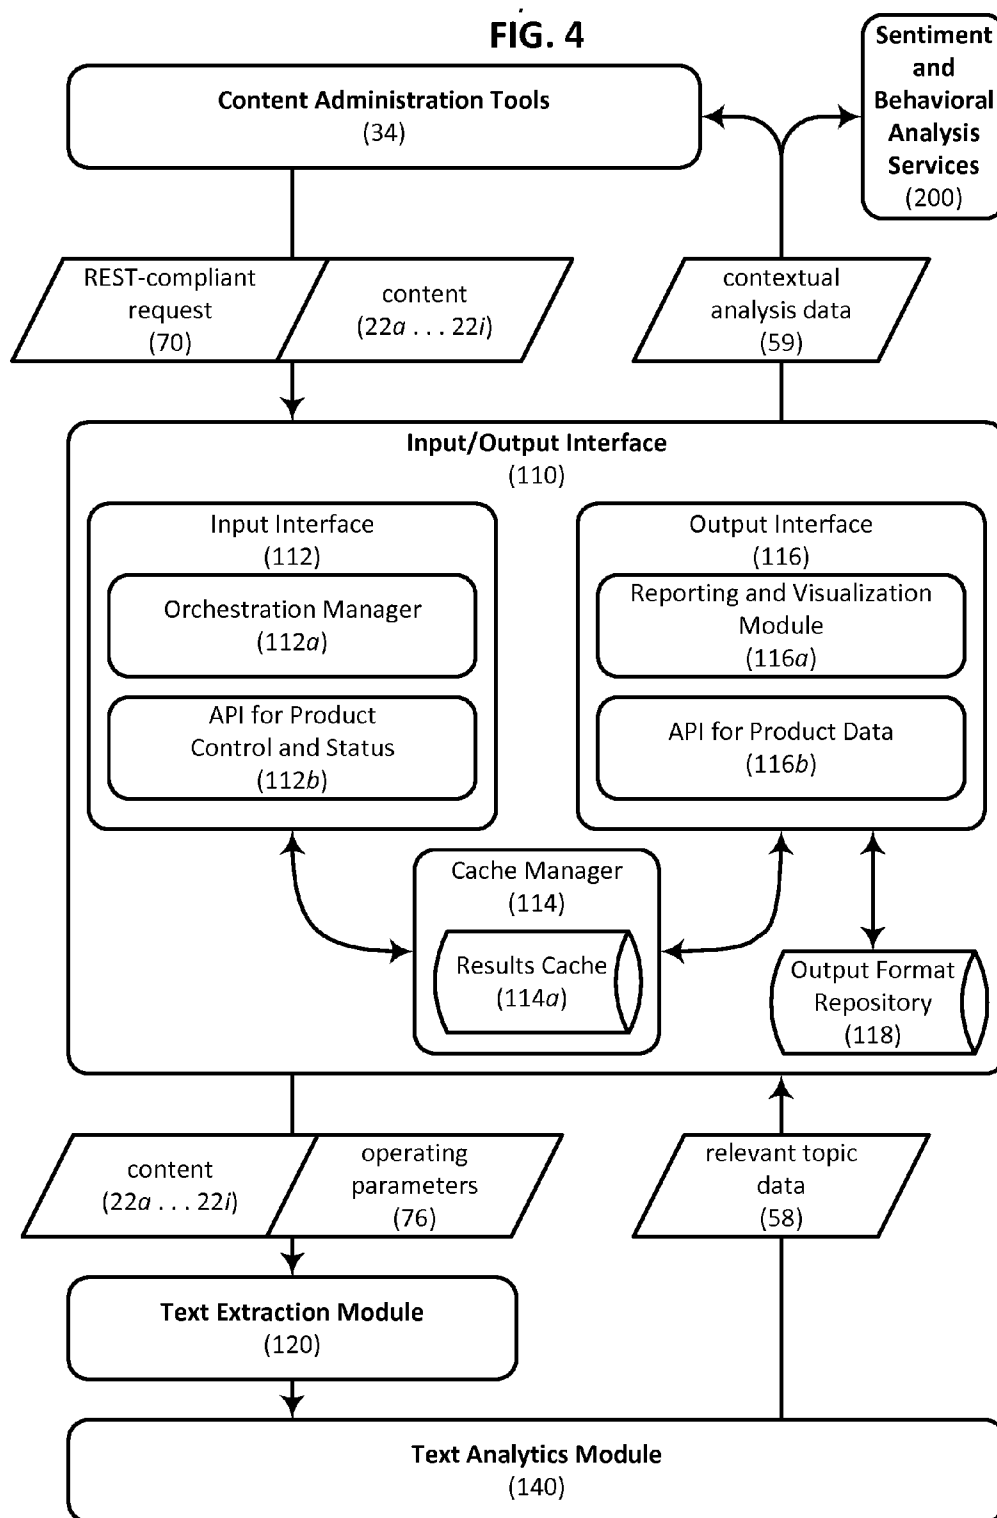 FIG. 4
Content Administration Tools
(34)
Sentiment
and
Behavioral
Analysis
Services
(200)
REST-compliant
request
(70)
content
(22a . . . 22i)
contextual
analysis data
(59)
Input/Output Interface
(110)
Input Interface
(112)
Orchestration Manager
(112a)
API for Product
Control and Status
(112b)
Output Interface
(116)
Reporting and Visualization
Module
(116a)
API for Product Data
(116b)
Cache Manager
(114)
Results Cache
(114a)
Output Format
Repository
(118)
content
(22a . . . 22i)
operating
parameters
(76)
relevant topic
data
(58)
Text Extraction Module
(120)
Text Analytics Module
(140)